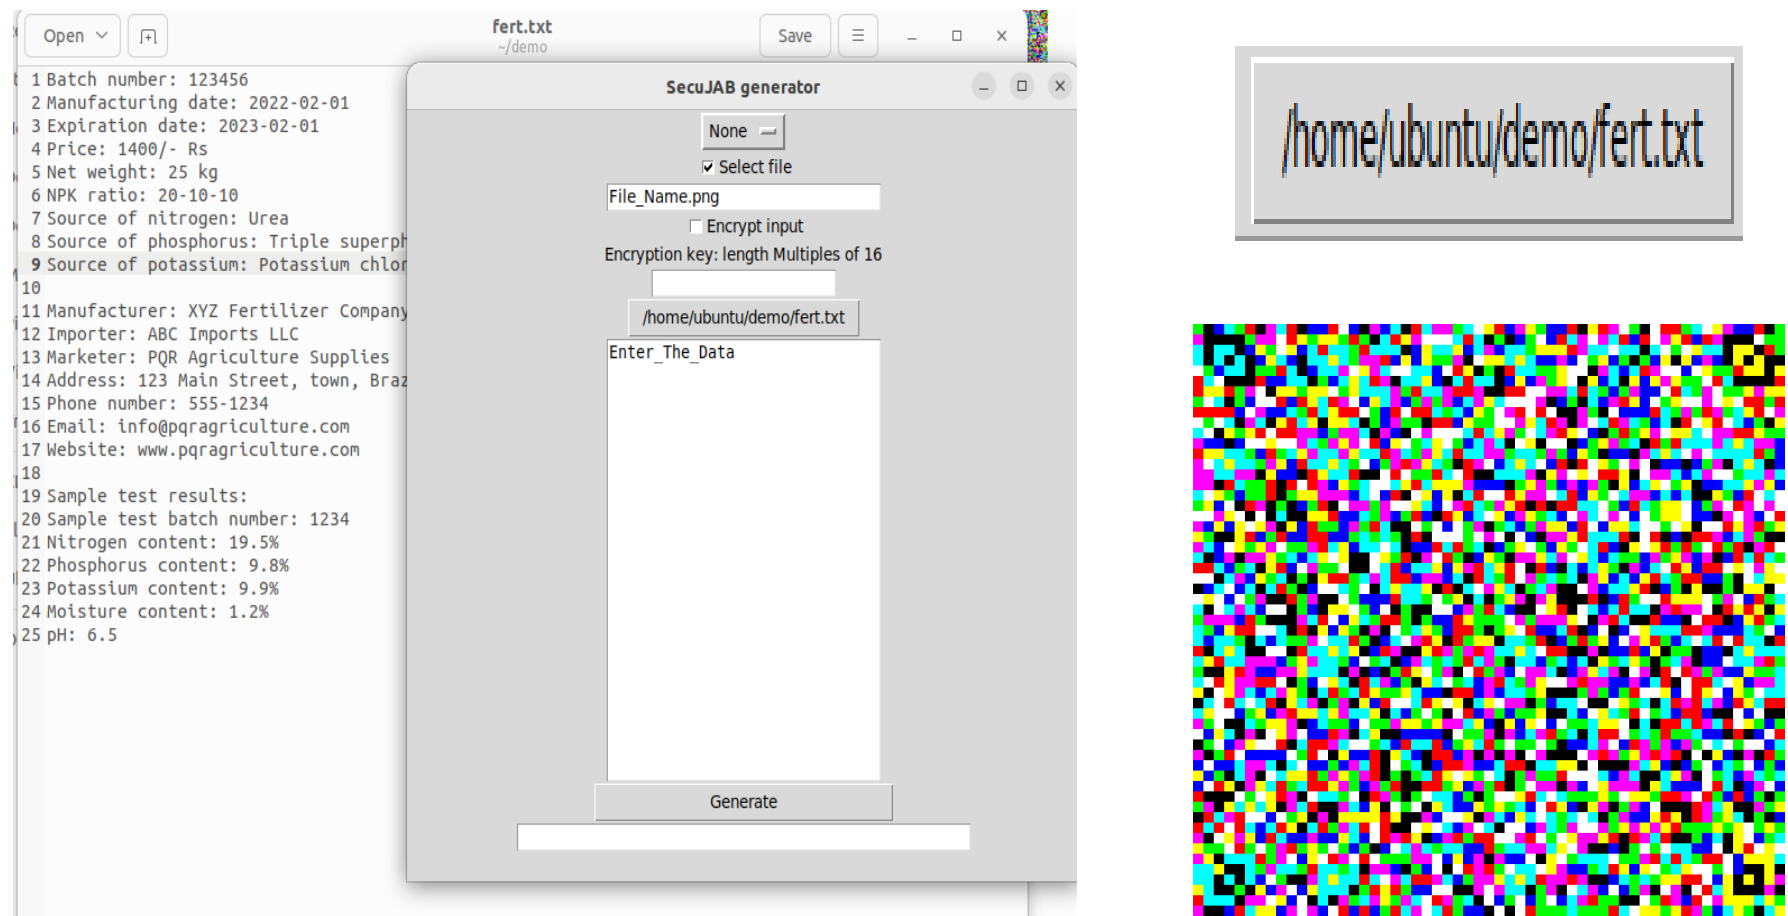 Open
fert.txt
~/demo
Save
1 Batch number: 123456
2 Manufacturing date: 2022-02-01
3 Expiration date: 2023-02-01
4 Price: 1400/- Rs
5 Net weight: 25 kg
6 NPK ratio: 20-10-10
7 Source of nitrogen: Urea
8 Source of phosphorus: Triple superph
9 Source of potassium: Potassium chlor
10
11 Manufacturer: XYZ Fertilizer Company
12 Importer: ABC Imports LLC
13 Marketer: PQR Agriculture Supplies
14 Address: 123 Main Street, town, Braz
15 Phone number: 555-1234
16 Email: info@pqragriculture.com
17 Website: www.pqragriculture.com
18
19 Sample test results:
20 Sample test batch number: 1234
21 Nitrogen content: 19.5%
22 Phosphorus content: 9.8%
23 Potassium content: 9.9%
24 Moisture content: 1.2%
25 pH: 6.5
SecuJAB generator
None
Select file
File_Name.png
Encrypt input
Encryption key: length Multiples of 16
/home/ubuntu/demo/fert.txt
Enter_The_Data
Generate
/home/ubuntu/demo/fert.txt